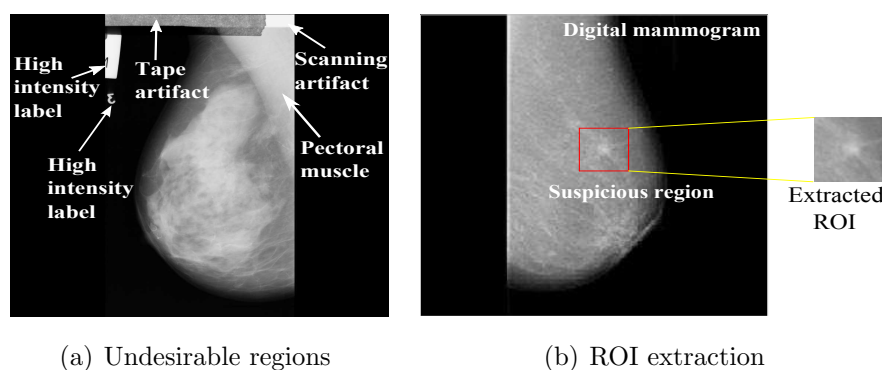 High
intensity
label
Tape
artifact
Scanning
artifact
High
intensity
label
Pectoral
muscle
Digital mammogram
Suspicious region
Extracted
ROI
(a) Undesirable regions
(b) ROI extraction